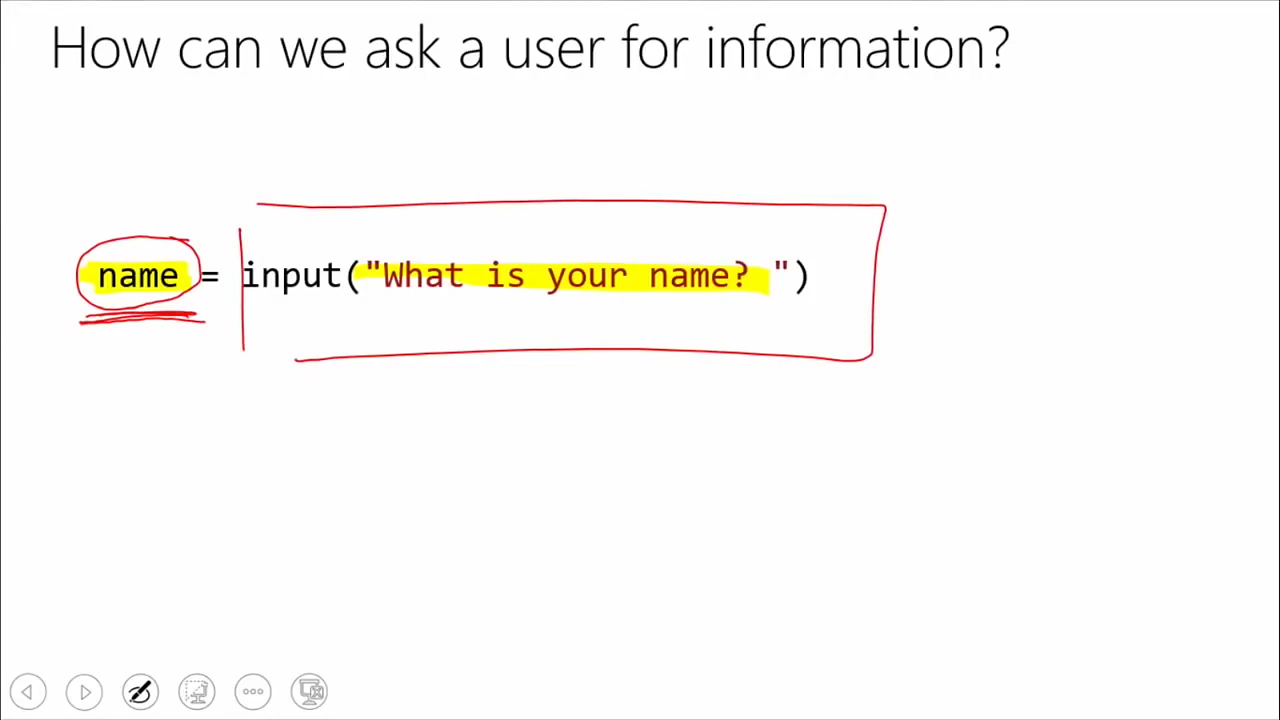 How can we ask a user for information?
name = input("What is your name? ")